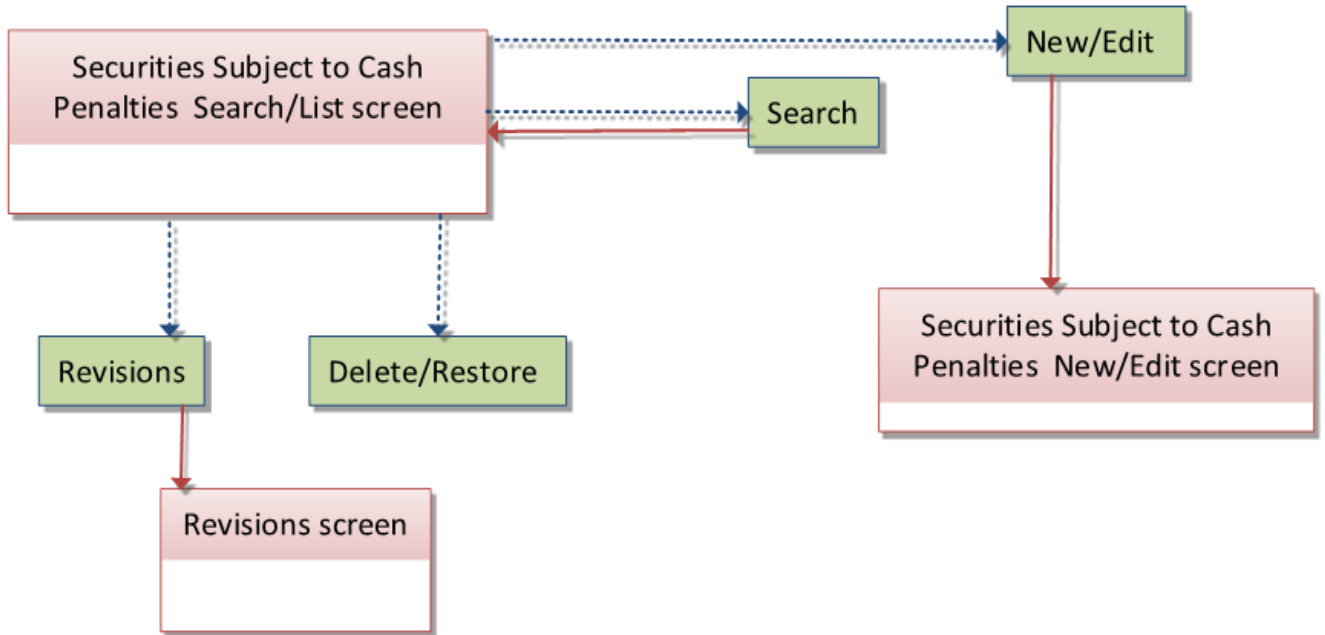 Securities Subject to Cash
Penalties  Search/List screen
New/Edit
Search
Securities Subject to Cash
Penalties  New/Edit screen
Revisions
Delete/Restore
Revisions screen